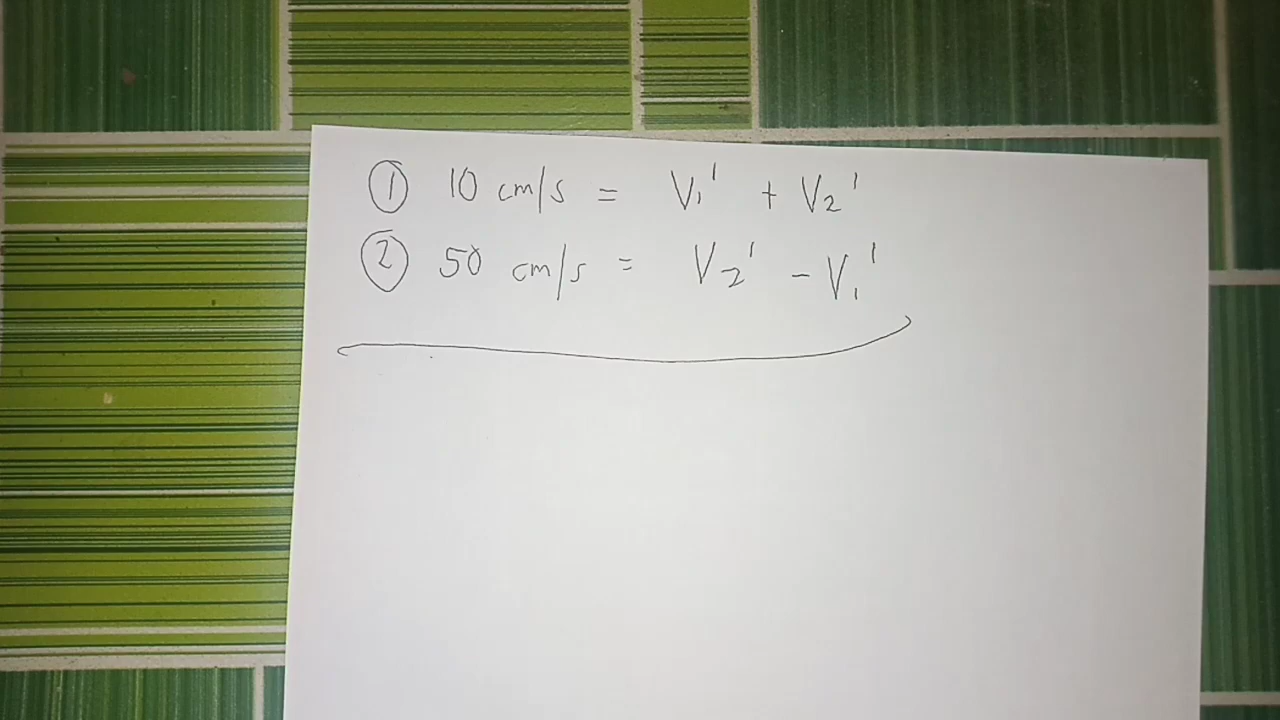 ① 10 cm/s = V₁' + V₂'
② 50 cm/s = V₂' - V₁'